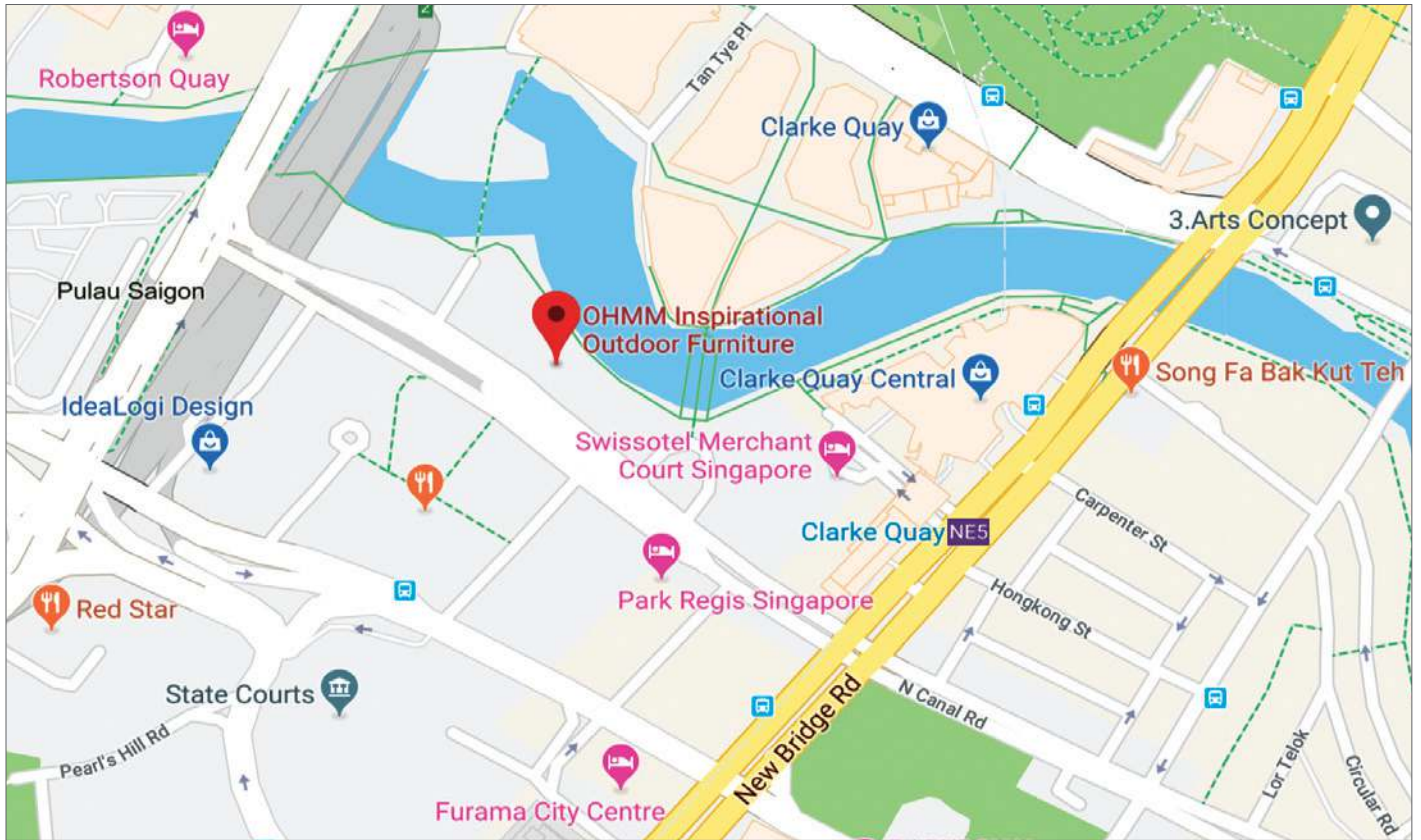 2
Robertson Quay
Tan Tye Pl
Clarke Quay
3.Arts Concept
Pulau Saigon
OHMM Inspirational
Outdoor Furniture
Song Fa Bak Kut Teh
Clarke Quay Central
IdeaLogi Design
Swissotel Merchant
Court Singapore
Carpenter St
Clarke Quay NE5
Hongkong St
Park Regis Singapore
Red Star
State Courts
N Canal Rd
New Bridge Rd
Pearl's Hill Rd
Lor Telok
Circular Rd
Furama City Centre